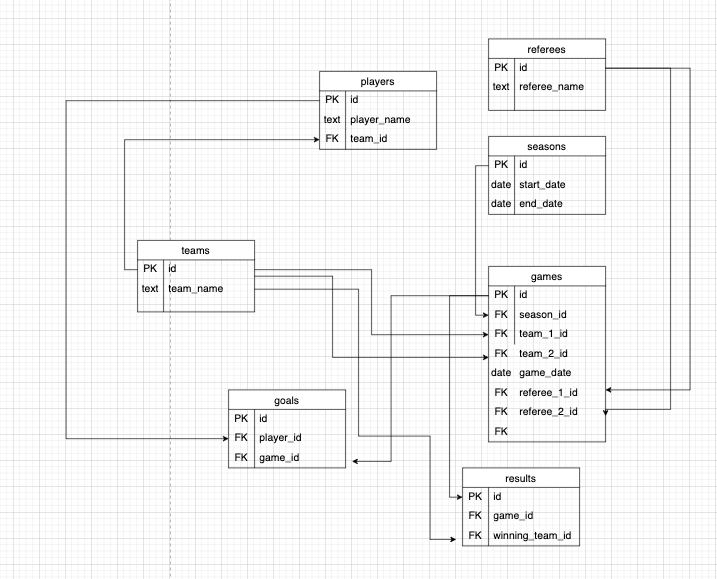 referees
PK id
text referee_name
players
PK id
text player_name
FK team_id
seasons
PK id
date start_date
date end_date
teams
PK id
text team_name
games
PK id
FK season_id
FK team_1_id
FK team_2_id
date game_date
FK referee_1_id
FK referee_2_id
FK
goals
PK id
FK player_id
FK game_id
results
PK id
FK game_id
FK winning_team_id